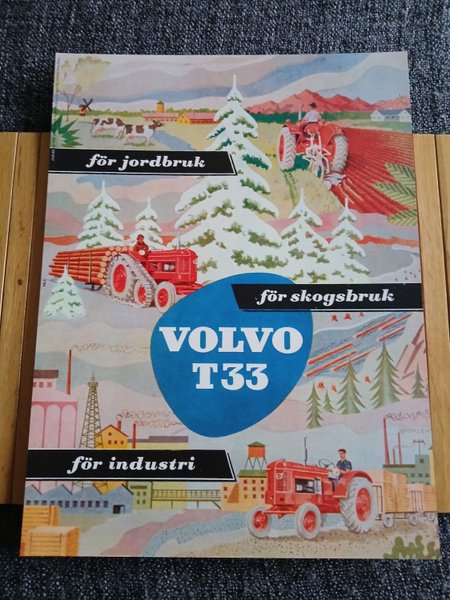 för jordbruk
för skogsbruk
VOLVO
T33
för industri